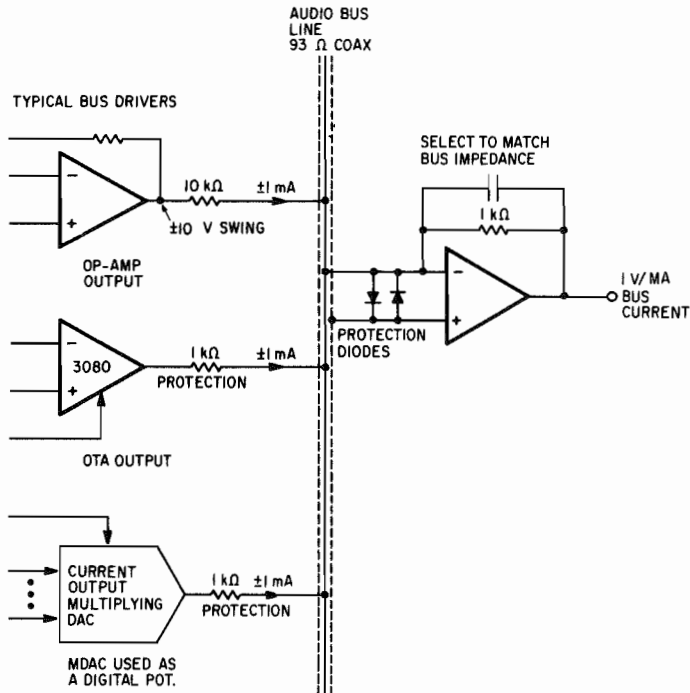 AUDIO BUS
LINE
93 Ω COAX
TYPICAL BUS DRIVERS
SELECT TO MATCH
BUS IMPEDANCE
−
+
10 kΩ
±1 mA
±10 V SWING
OP-AMP
OUTPUT
1 kΩ
−
+
1 V/MA
BUS
CURRENT
PROTECTION
DIODES
−
3080
+
1 kΩ
±1 mA
PROTECTION
OTA OUTPUT
CURRENT
OUTPUT
MULTIPLYING
DAC
1 kΩ
±1 mA
PROTECTION
MDAC USED AS
A DIGITAL POT.